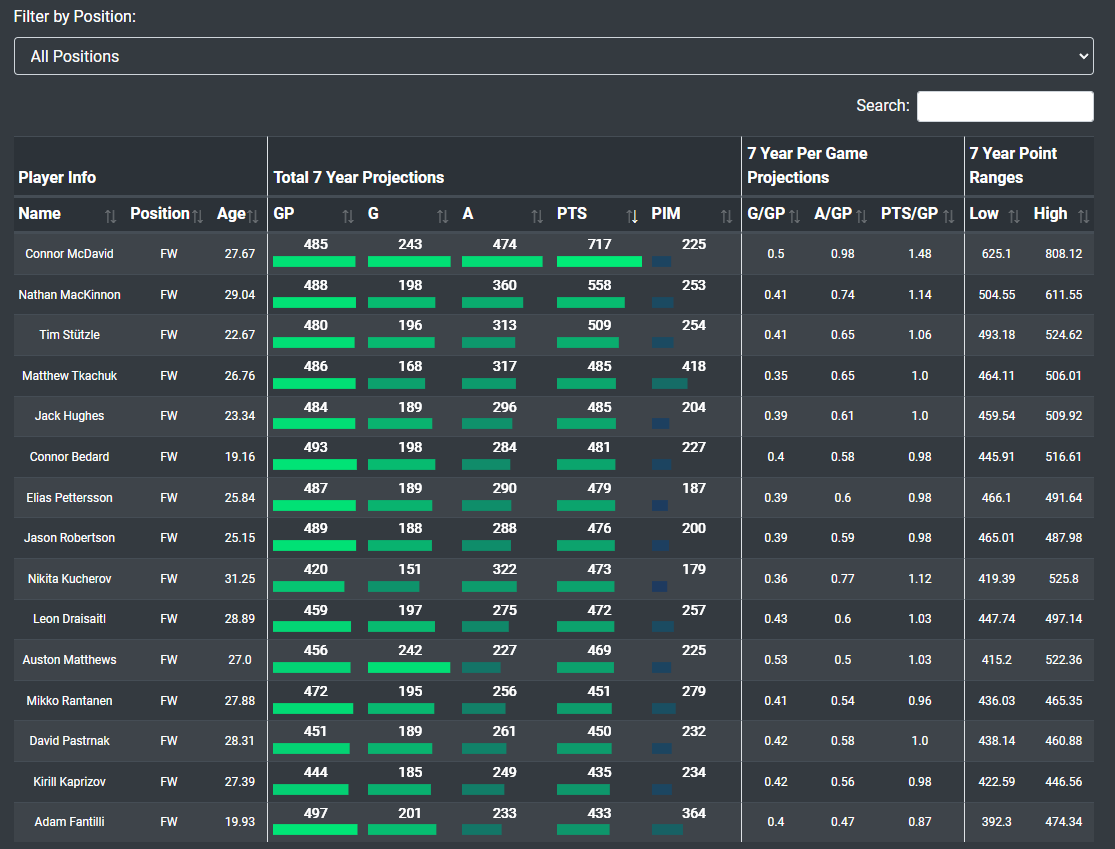 Filter by Position:
All Positions
Search:
Player Info Total 7 Year Projections 7 Year Per Game Projections 7 Year Point Ranges
Name Position Age GP G A PTS PIM G/GP A/GP PTS/GP Low High
Connor McDavid FW 27.67 485 243 474 717 225 0.5 0.98 1.48 625.1 808.12
Nathan MacKinnon FW 29.04 488 198 360 558 253 0.41 0.74 1.14 504.55 611.55
Tim Stützle FW 22.67 480 196 313 509 254 0.41 0.65 1.06 493.18 524.62
Matthew Tkachuk FW 26.76 486 168 317 485 418 0.35 0.65 1.0 464.11 506.01
Jack Hughes FW 23.34 484 189 296 485 204 0.39 0.61 1.0 459.54 509.92
Connor Bedard FW 19.16 493 198 284 481 227 0.4 0.58 0.98 445.91 516.61
Elias Pettersson FW 25.84 487 189 290 479 187 0.39 0.6 0.98 466.1 491.64
Jason Robertson FW 25.15 489 188 288 476 200 0.39 0.59 0.98 465.01 487.98
Nikita Kucherov FW 31.25 420 151 322 473 179 0.36 0.77 1.12 419.39 525.8
Leon Draisaitl FW 28.89 459 197 275 472 257 0.43 0.6 1.03 447.74 497.14
Auston Matthews FW 27.0 456 242 227 469 225 0.53 0.5 1.03 415.2 522.36
Mikko Rantanen FW 27.88 472 195 256 451 279 0.41 0.54 0.96 436.03 465.35
David Pastrnak FW 28.31 451 189 261 450 232 0.42 0.58 1.0 438.14 460.88
Kirill Kaprizov FW 27.39 444 185 249 435 234 0.42 0.56 0.98 422.59 446.56
Adam Fantilli FW 19.93 497 201 233 433 364 0.4 0.47 0.87 392.3 474.34